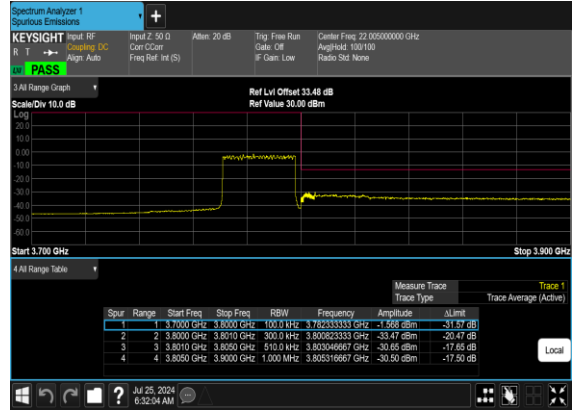 Spectrum Analyzer 1
Spurious Emissions
+
KEYSIGHT Input: RF Input Z: 50 Ω Atten: 20 dB Trig: Free Run Center Freq: 22.005000000 GHz
R T Coupling: DC Corr CCorr Gate: Off Avg|Hold: 100/100
Align: Auto Freq Ref: Int (S) IF Gain: Low Radio Std: None
PASS
3 All Range Graph
Ref Lvl Offset 33.48 dB
Scale/Div 10.0 dB Ref Value 30.00 dBm
Log
20.0
10.0
0.00
-10.0
-20.0
-30.0
-40.0
-50.0
-60.0
Start 3.700 GHz Stop 3.900 GHz
4 All Range Table
Measure Trace Trace 1
Trace Type Trace Average (Active)
Spur Range Start Freq Stop Freq RBW Frequency Amplitude ΔLimit
1 1 3.7000 GHz 3.8000 GHz 100.0 kHz 3.782333333 GHz -1.568 dBm -31.57 dB
2 2 3.8000 GHz 3.8010 GHz 300.0 kHz 3.800823333 GHz -33.47 dBm -20.47 dB
3 3 3.8010 GHz 3.8050 GHz 510.0 kHz 3.803046667 GHz -30.65 dBm -17.65 dB
4 4 3.8050 GHz 3.9000 GHz 1.000 MHz 3.805316667 GHz -30.50 dBm -17.50 dB
Local
? Jul 25, 2024
6:32:04 AM